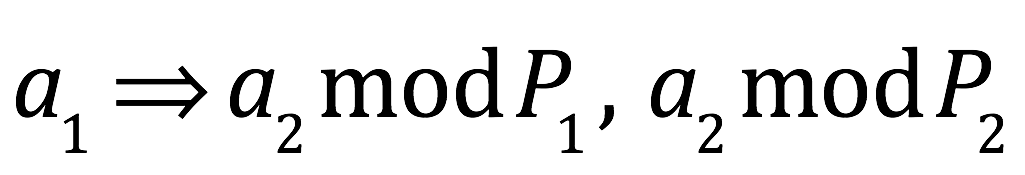 a₁ ⟹ a₂ mod P₁, a₂ mod P₂